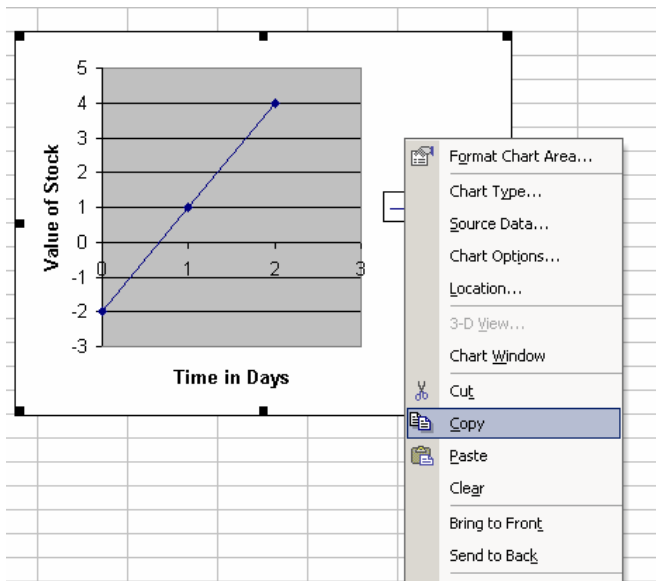 5
4
3
2
1
0
-1
-2
-3
0 1 2 3
Value of Stock
Time in Days
Format Chart Area...
Chart Type...
Source Data...
Chart Options...
Location...
3-D View...
Chart Window
Cut
Copy
Paste
Clear
Bring to Front
Send to Back